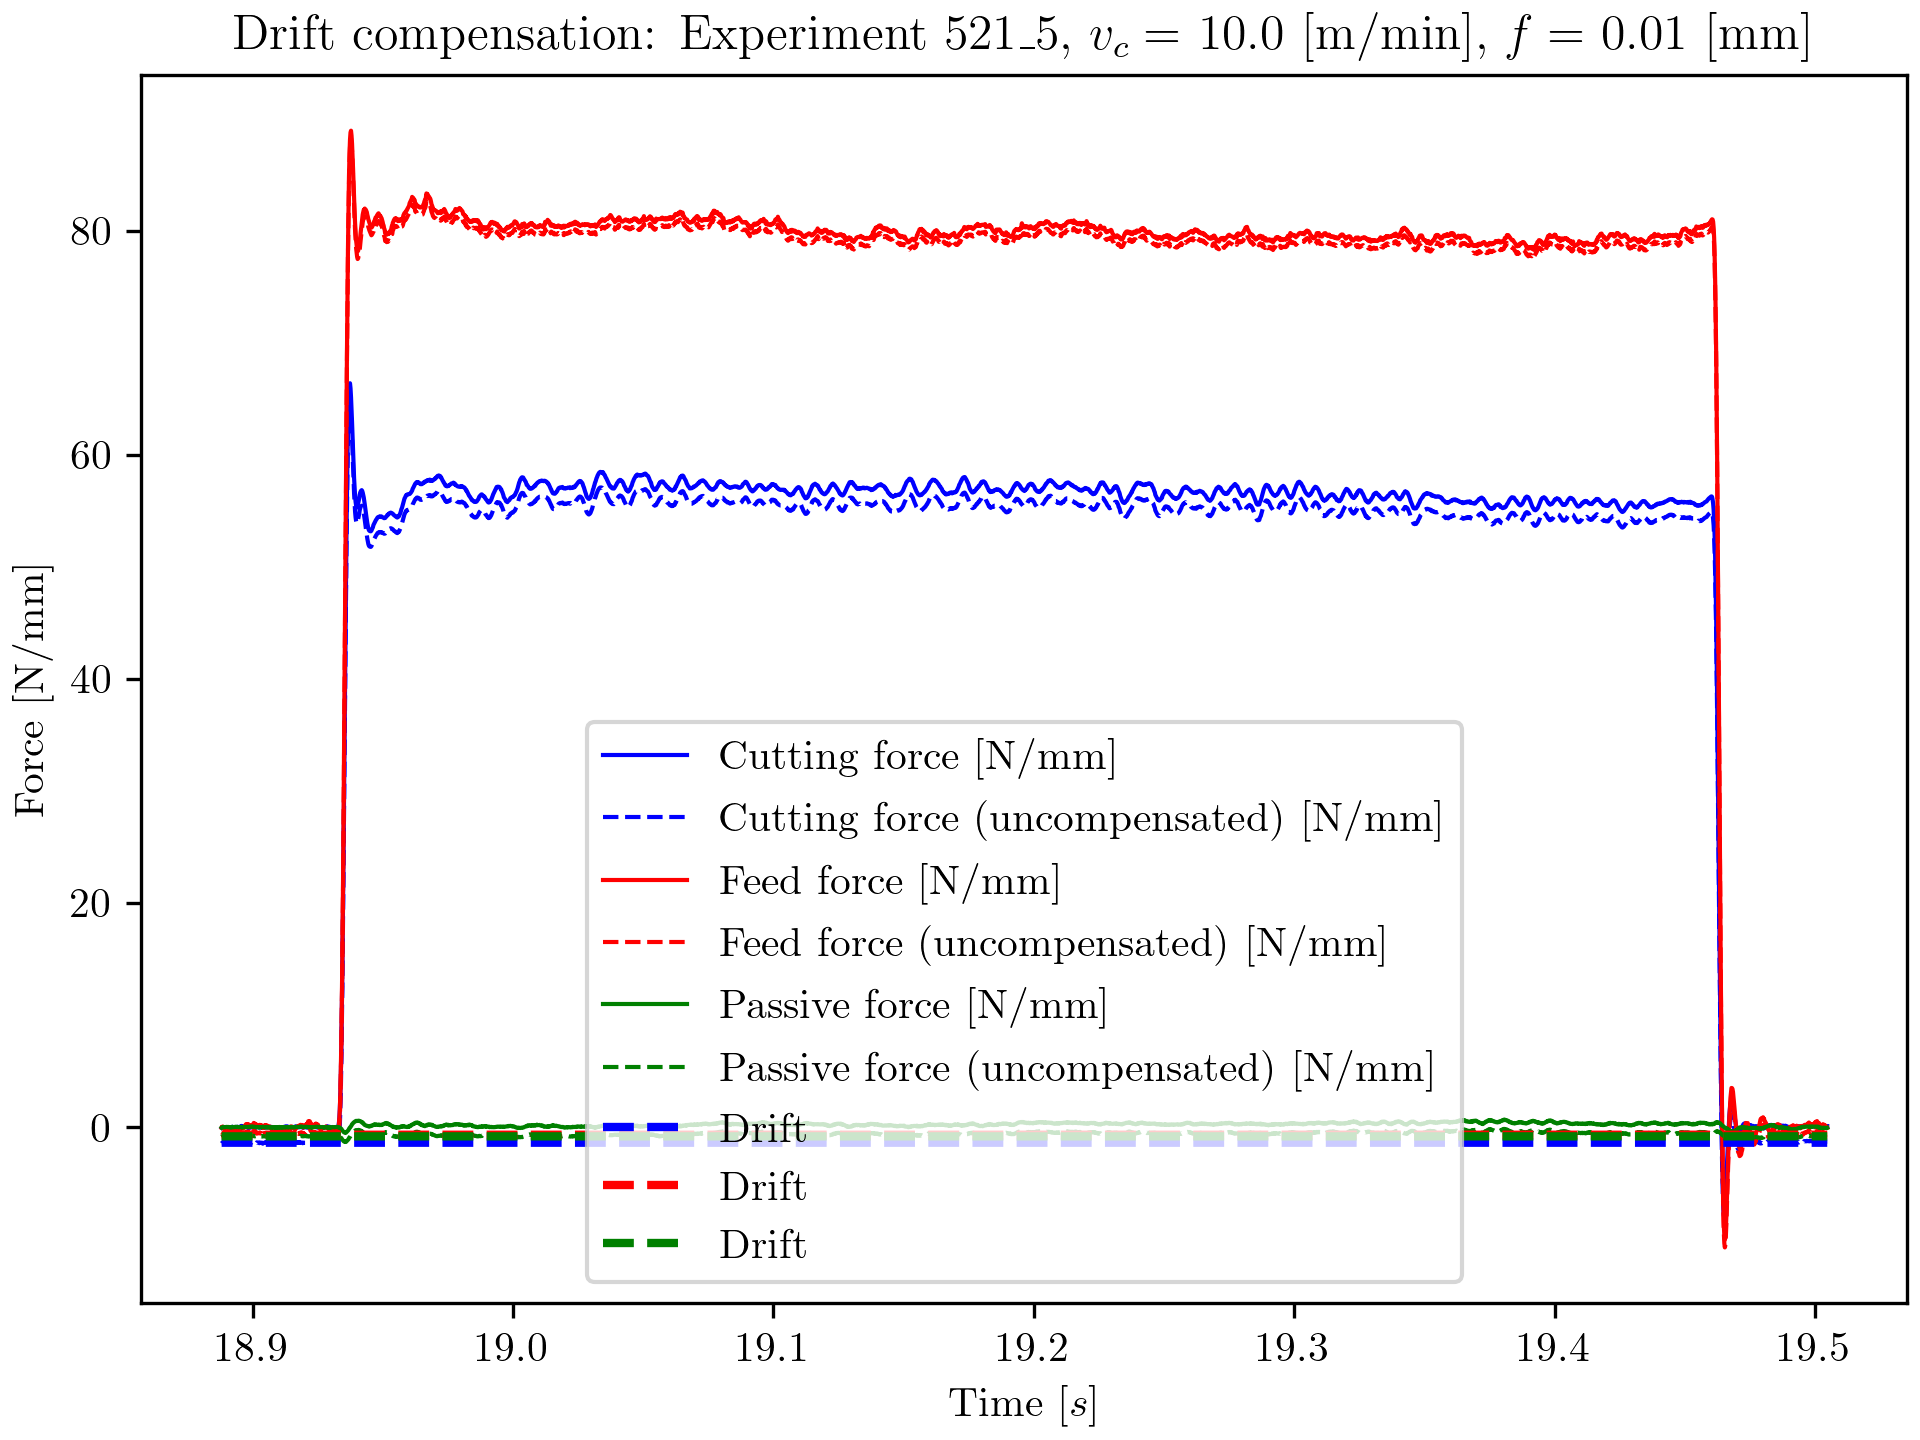 Drift compensation: Experiment 521_5, v_c = 10.0 [m/min], f = 0.01 [mm]
Force [N/mm]
80
60
40
20
0
Cutting force [N/mm]
Cutting force (uncompensated) [N/mm]
Feed force [N/mm]
Feed force (uncompensated) [N/mm]
Passive force [N/mm]
Passive force (uncompensated) [N/mm]
Drift
Drift
Drift
18.9 19.0 19.1 19.2 19.3 19.4 19.5
Time [s]